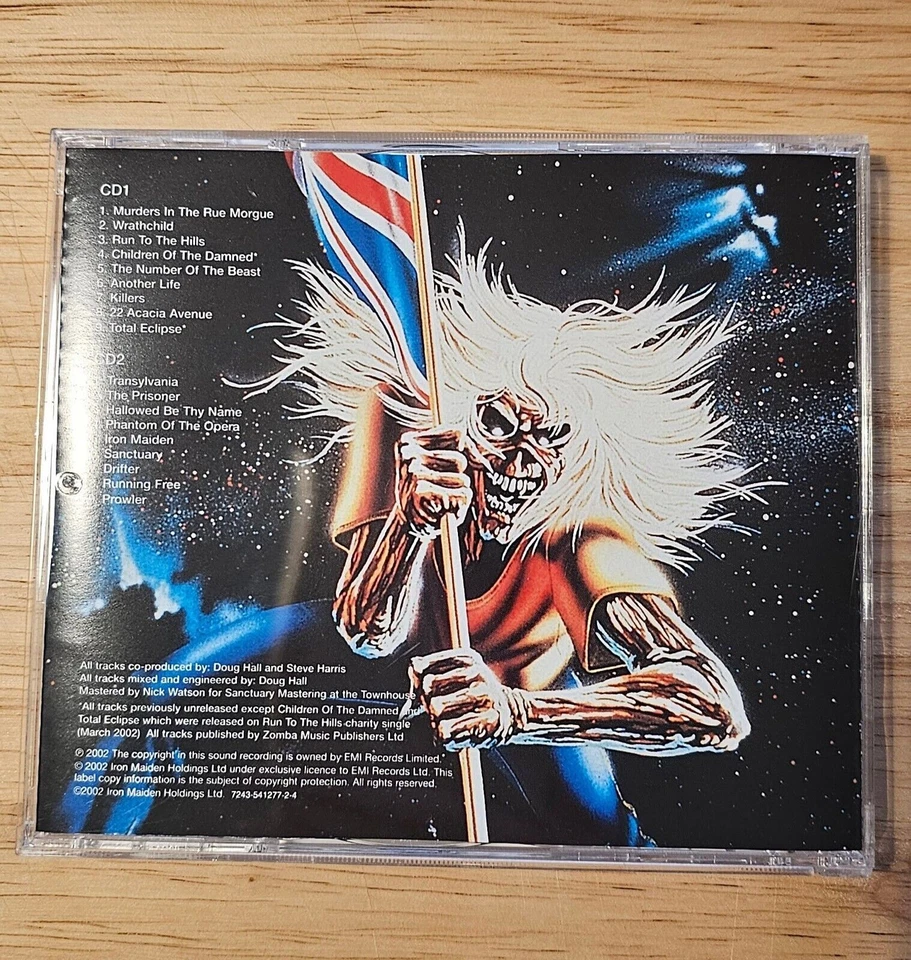 CD1
1. Murders In The Rue Morgue
2. Wrathchild
3. Run To The Hills
4. Children Of The Damned*
5. The Number Of The Beast
6. Another Life
7. Killers
8. 22 Acacia Avenue
9. Total Eclipse*
CD2
Transylvania
The Prisoner
Hallowed Be Thy Name
Phantom Of The Opera
Iron Maiden
Sanctuary
Drifter
Running Free
Prowler
All tracks co-produced by: Doug Hall and Steve Harris
All tracks mixed and engineered by: Doug Hall
Mastered by Nick Watson for Sanctuary Mastering at the Townhouse
*All tracks previously unreleased except Children Of The Damned and
Total Eclipse which were released on Run To The Hills charity single
(March 2002) All tracks published by Zomba Music Publishers Ltd
℗ 2002 The copyright in this sound recording is owned by EMI Records Limited.
© 2002 Iron Maiden Holdings Ltd under exclusive licence to EMI Records Ltd. This
label copy information is the subject of copyright protection. All rights reserved.
©2002 Iron Maiden Holdings Ltd. 7243-541277-2-4